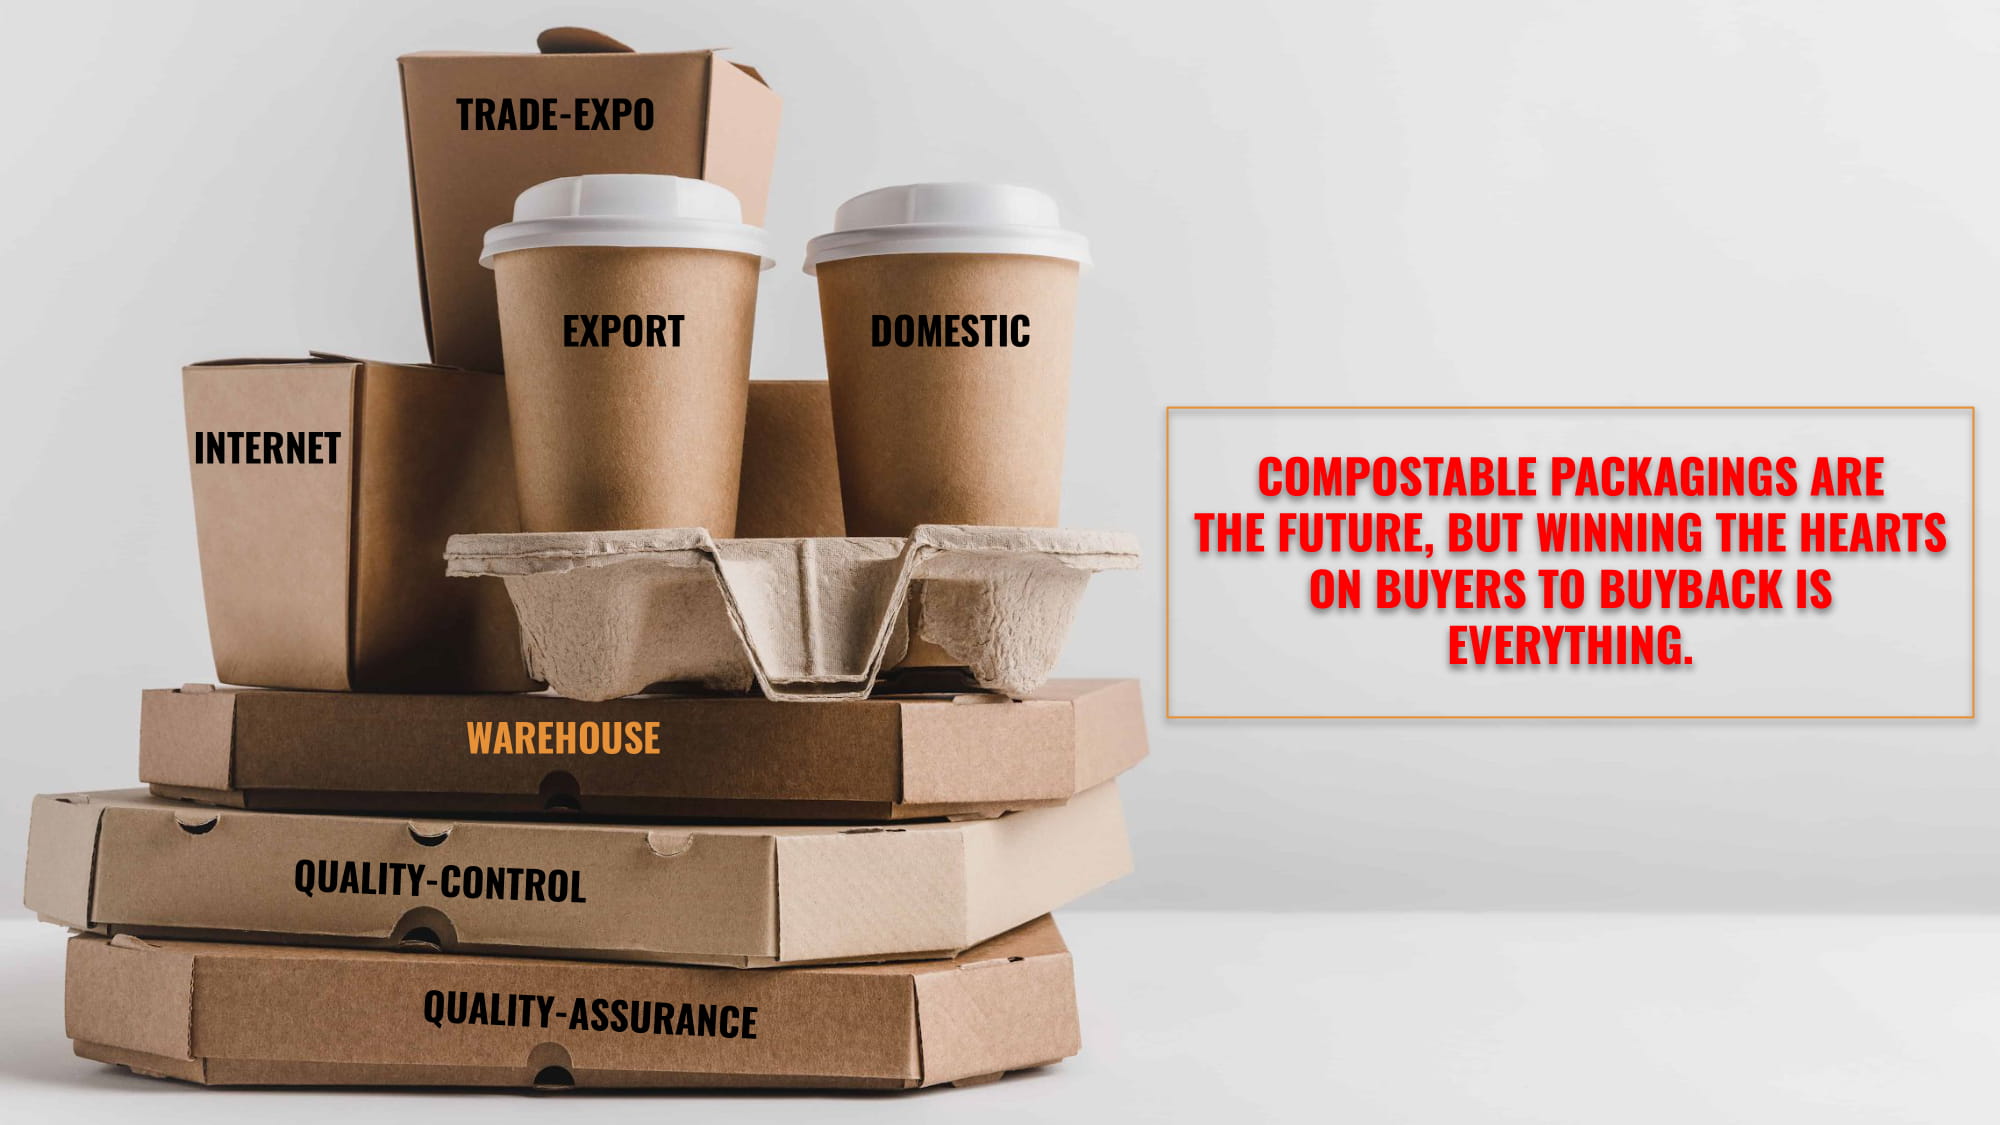 TRADE-EXPO
EXPORT
DOMESTIC
INTERNET
WAREHOUSE
QUALITY-CONTROL
QUALITY-ASSURANCE
COMPOSTABLE PACKAGINGS ARE
THE FUTURE, BUT WINNING THE HEARTS
ON BUYERS TO BUYBACK IS
EVERYTHING.